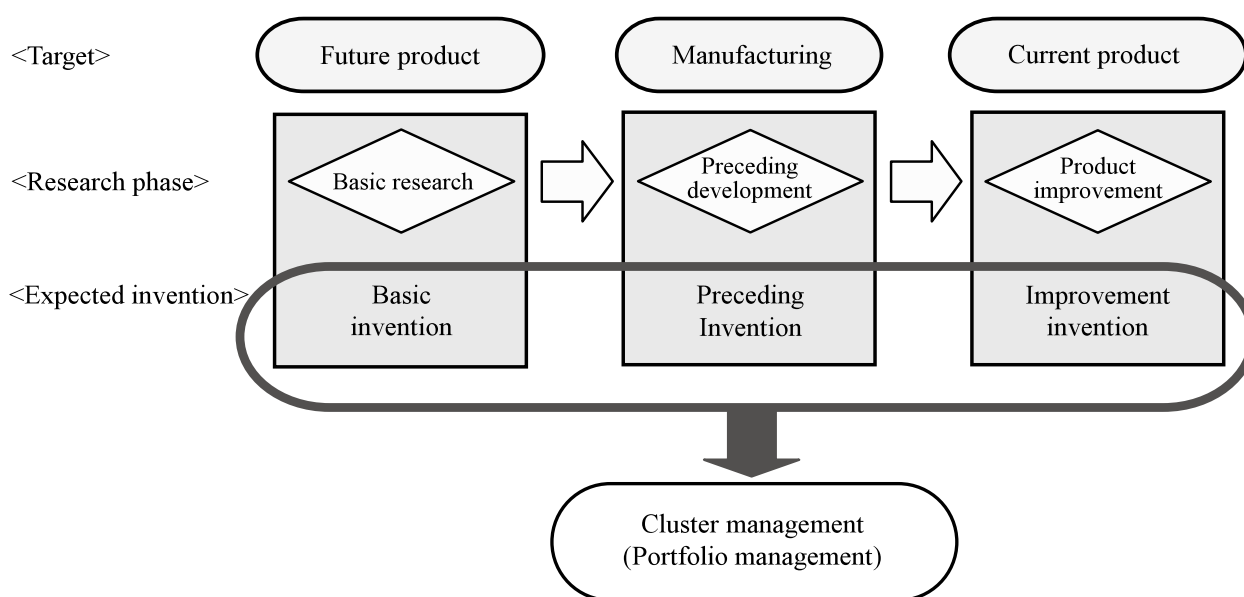 <Target>
Future product
Manufacturing
Current product
<Research phase>
Basic research
Preceding
development
Product
improvement
<Expected invention>
Basic
invention
Preceding
Invention
Improvement
invention
Cluster management
(Portfolio management)